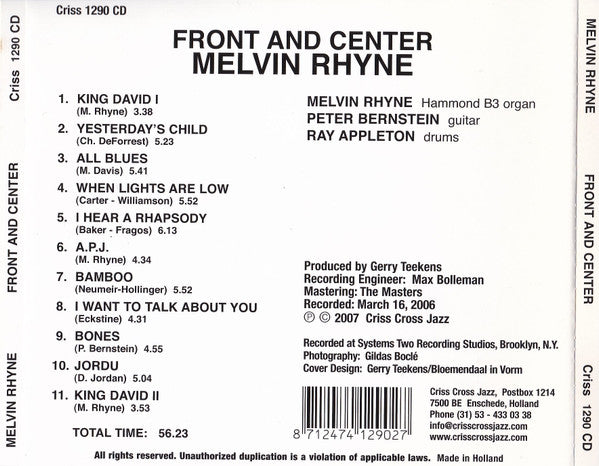 Criss 1290 CD
FRONT AND CENTER
MELVIN RHYNE
1. KING DAVID I
(M. Rhyne) 3.38
2. YESTERDAY'S CHILD
(Ch. DeForrest) 5.23
3. ALL BLUES
(M. Davis) 5.41
4. WHEN LIGHTS ARE LOW
(Carter - Williamson) 5.52
5. I HEAR A RHAPSODY
(Baker - Fragos) 6.13
6. A.P.J.
(M. Rhyne) 4.34
7. BAMBOO
(Neumeir-Hollinger) 5.52
8. I WANT TO TALK ABOUT YOU
(Eckstine) 4.31
9. BONES
(P. Bernstein) 4.55
10. JORDU
(D. Jordan) 5.04
11. KING DAVID II
(M. Rhyne) 3.53
TOTAL TIME: 56.23
MELVIN RHYNE Hammond B3 organ
PETER BERNSTEIN guitar
RAY APPLETON drums
Produced by Gerry Teekens
Recording Engineer: Max Bolleman
Mastering: The Masters
Recorded: March 16, 2006
℗ © 2007 Criss Cross Jazz
Recorded at Systems Two Recording Studios, Brooklyn, N.Y.
Photography: Gildas Boclé
Cover Design: Gerry Teekens/Bloemendaal in Vorm
8 712474 129027
Criss Cross Jazz, Postbox 1214
7500 BE Enschede, Holland
Phone (31) 53 - 433 03 38
info@crisscrossjazz.com
www.crisscrossjazz.com
All rights reserved. Unauthorized duplication is a violation of applicable laws. Made in Holland
MELVIN RHYNE FRONT AND CENTER Criss 1290 CD
MELVIN RHYNE FRONT AND CENTER Criss 1290 CD